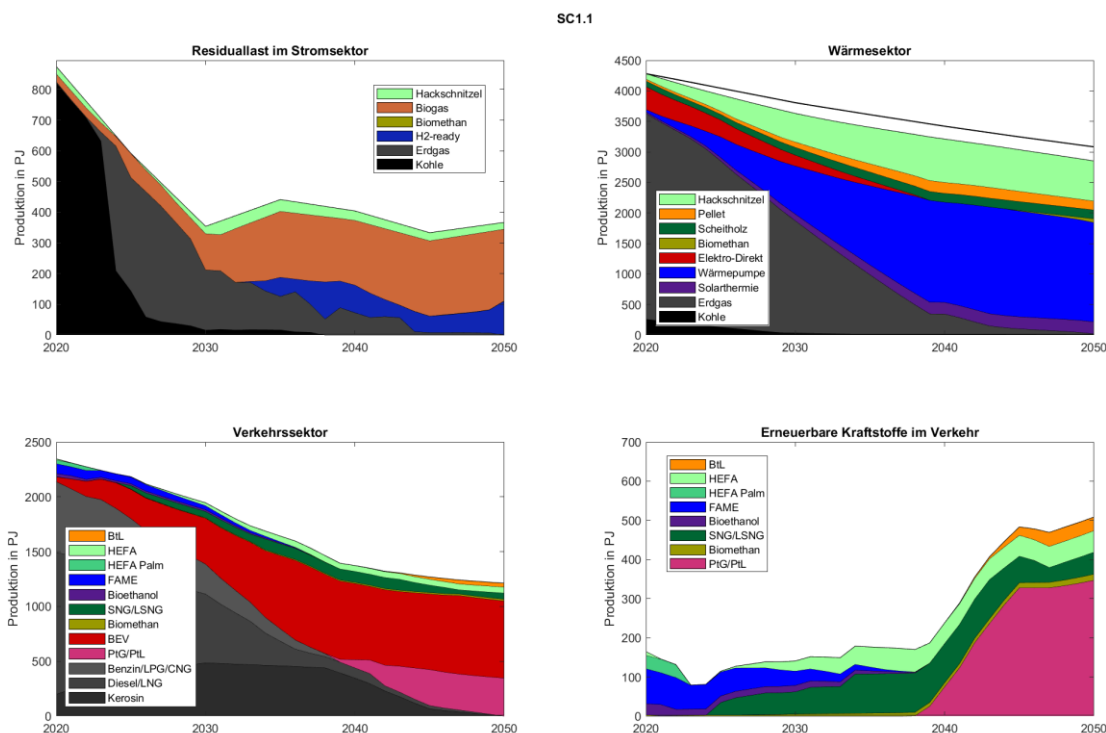 SC1.1
Residuallast im Stromsektor
Produktion in PJ
800
700
600
500
400
300
200
100
0
2020
2030
2040
2050
Hackschnitzel
Biogas
Biomethan
H2-ready
Erdgas
Kohle
Wärmesektor
Produktion in PJ
4500
4000
3500
3000
2500
2000
1500
1000
500
0
2020
2030
2040
2050
Hackschnitzel
Pellet
Scheitholz
Biomethan
Elektro-Direkt
Wärmepumpe
Solarthermie
Erdgas
Kohle
Verkehrssektor
Produktion in PJ
2500
2000
1500
1000
500
0
2020
2030
2040
2050
BtL
HEFA
HEFA Palm
FAME
Bioethanol
SNG/LSNG
Biomethan
BEV
PtG/PtL
Benzin/LPG/CNG
Diesel/LNG
Kerosin
Erneuerbare Kraftstoffe im Verkehr
Produktion in PJ
700
600
500
400
300
200
100
0
2020
2030
2040
2050
BtL
HEFA
HEFA Palm
FAME
Bioethanol
SNG/LSNG
Biomethan
PtG/PtL